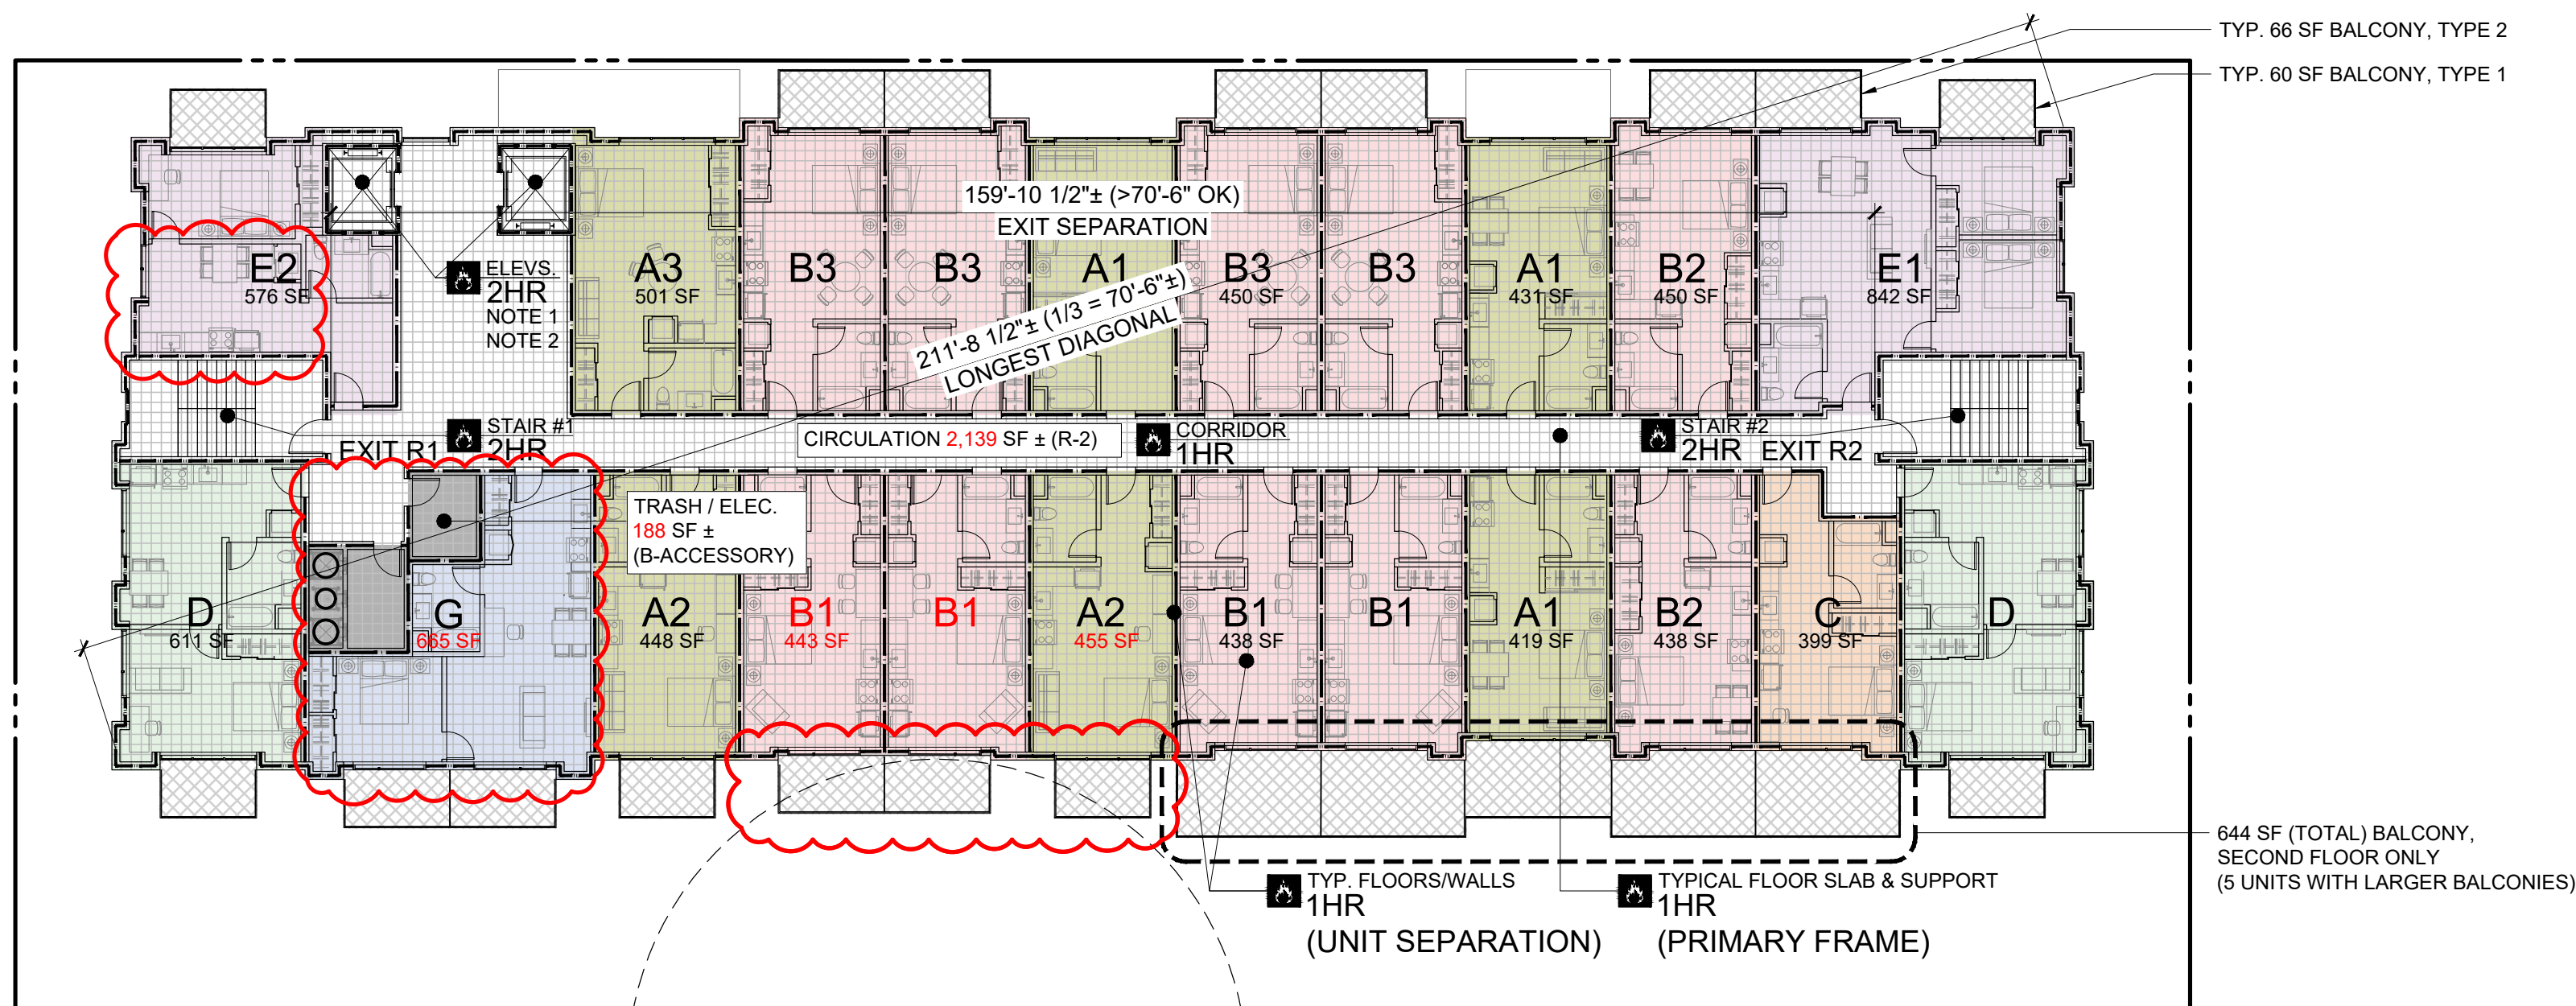 TYP. 66 SF BALCONY, TYPE 2
TYP. 60 SF BALCONY, TYPE 1
159'-10 1/2"± (>70'-6" OK)
EXIT SEPARATION
E2
576 SF
ELEVS.
2HR
NOTE 1
NOTE 2
A3
501 SF
B3
B3
A1
B3
450 SF
B3
A1
431 SF
B2
450 SF
E1
842 SF
211'-8 1/2"± (1/3 = 70'-6"±)
LONGEST DIAGONAL
STAIR #1
2HR
EXIT R1
CIRCULATION 2,139 SF ± (R-2)
CORRIDOR
1HR
STAIR #2
2HR
EXIT R2
TRASH / ELEC.
188 SF ±
(B-ACCESSORY)
D
611 SF
G
665 SF
A2
448 SF
B1
443 SF
B1
A2
455 SF
B1
438 SF
B1
A1
419 SF
B2
438 SF
C
399 SF
D
644 SF (TOTAL) BALCONY,
SECOND FLOOR ONLY
(5 UNITS WITH LARGER BALCONIES)
TYP. FLOORS/WALLS
1HR
(UNIT SEPARATION)
TYPICAL FLOOR SLAB & SUPPORT
1HR
(PRIMARY FRAME)